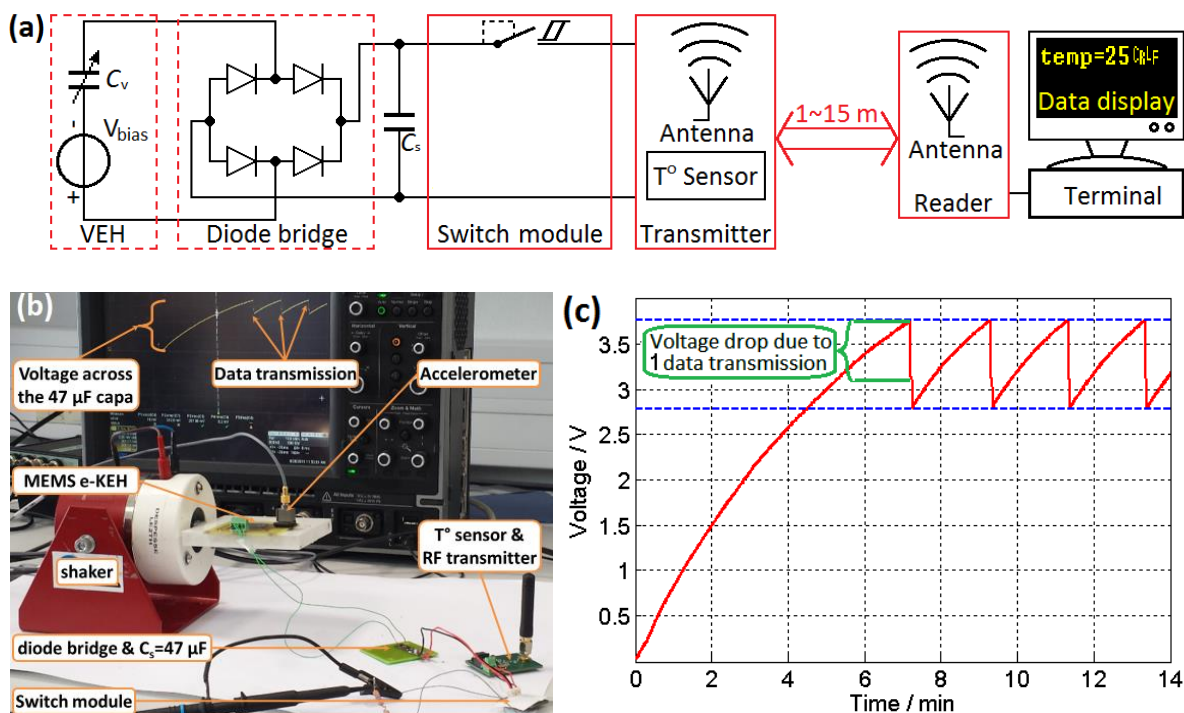 (a)
Cv
-
Vbias
+
VEH
Diode bridge
Cs
Switch module
Antenna
T° Sensor
Transmitter
1~15 m
Antenna
Reader
temp=25 CRLF
Data display
Terminal
(b)
Voltage across
the 47 µF capa
Data transmission
Accelerometer
MEMS e-KEH
T° sensor &
RF transmitter
shaker
diode bridge & Cs=47 µF
Switch module
(c)
Voltage drop due to
1 data transmission
Voltage / V
3.5
3
2.5
2
1.5
1
0.5
0 2 4 6 8 10 12 14
Time / min